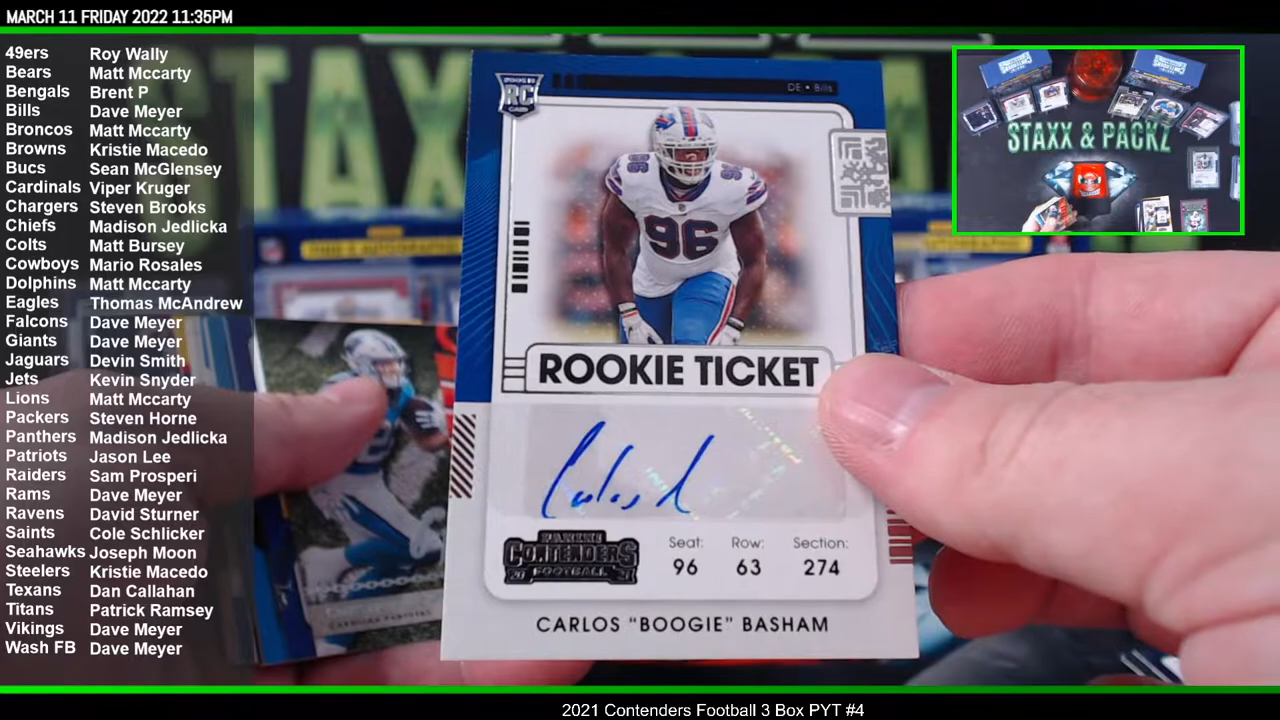 MARCH 11 FRIDAY 2022 11:35PM
49ers Roy Wally
Bears Matt Mccarty
Bengals Brent P
Bills Dave Meyer
Broncos Matt Mccarty
Browns Kristie Macedo
Bucs Sean McGlensey
Cardinals Viper Kruger
Chargers Steven Brooks
Chiefs Madison Jedlicka
Colts Matt Bursey
Cowboys Mario Rosales
Dolphins Matt Mccarty
Eagles Thomas McAndrew
Falcons Dave Meyer
Giants Dave Meyer
Jaguars Devin Smith
Jets Kevin Snyder
Lions Matt Mccarty
Packers Steven Horne
Panthers Madison Jedlicka
Patriots Jason Lee
Raiders Sam Prosperi
Rams Dave Meyer
Ravens David Sturner
Saints Cole Schlicker
Seahawks Joseph Moon
Steelers Kristie Macedo
Texans Dan Callahan
Titans Patrick Ramsey
Vikings Dave Meyer
Wash FB Dave Meyer
RC
DE • Bills
96
ROOKIE TICKET
PANINI
CONTENDERS
FOOTBALL
Seat: Row: Section:
96 63 274
CARLOS "BOOGIE" BASHAM
STAXX & PACKZ
2021 Contenders Football 3 Box PYT #4